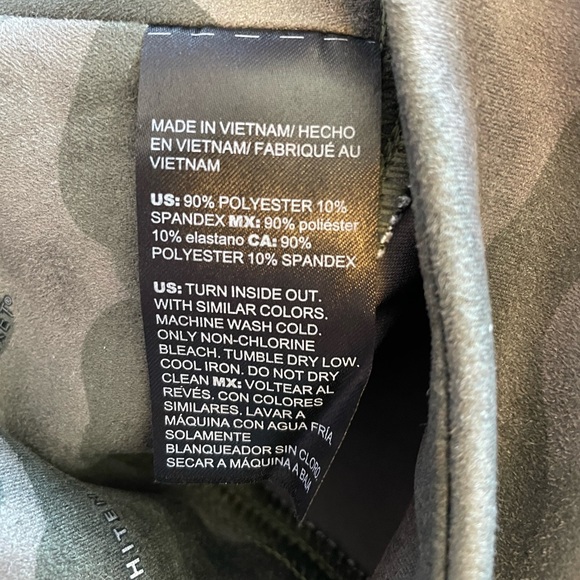 MADE IN VIETNAM/ HECHO
EN VIETNAM/ FABRIQUÉ AU
VIETNAM
US: 90% POLYESTER 10%
SPANDEX MX: 90% poliéster
10% elastano CA: 90%
POLYESTER 10% SPANDEX
US: TURN INSIDE OUT.
WITH SIMILAR COLORS.
MACHINE WASH COLD.
ONLY NON-CHLORINE
BLEACH. TUMBLE DRY LOW.
COOL IRON. DO NOT DRY
CLEAN MX: VOLTEAR AL
REVÉS. CON COLORES
SIMILARES. LAVAR A
MÁQUINA CON AGUA FRÍA
SOLAMENTE
BLANQUEADOR SIN CLORO.
SECAR A MÁQUINA A BAJA